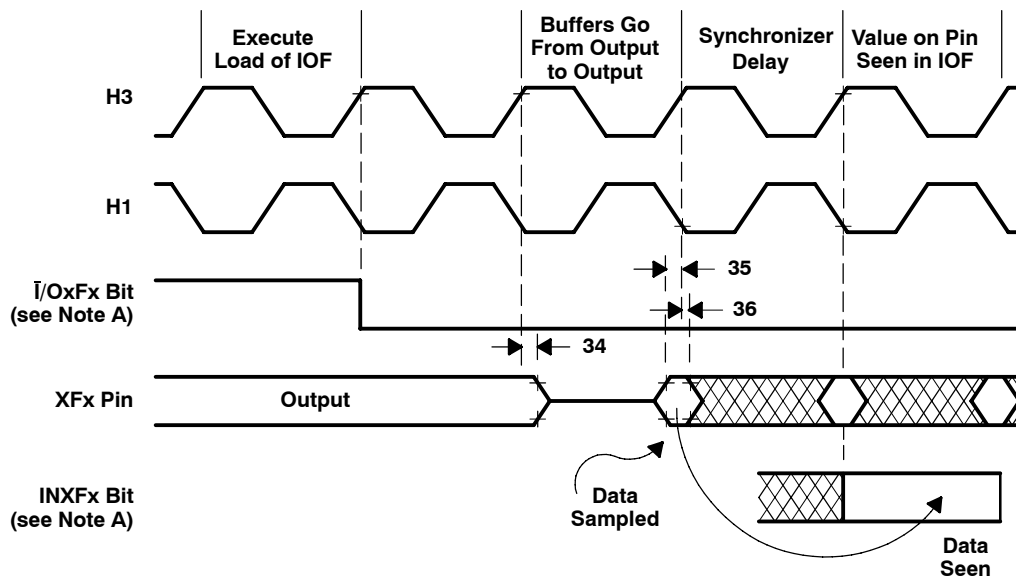 Execute
Load of IOF
Buffers Go
From Output
to Output
Synchronizer
Delay
Value on Pin
Seen in IOF
H3
H1
Ī/OxFx Bit
(see Note A)
35
36
34
XFx Pin
Output
INXFx Bit
(see Note A)
Data
Sampled
Data
Seen